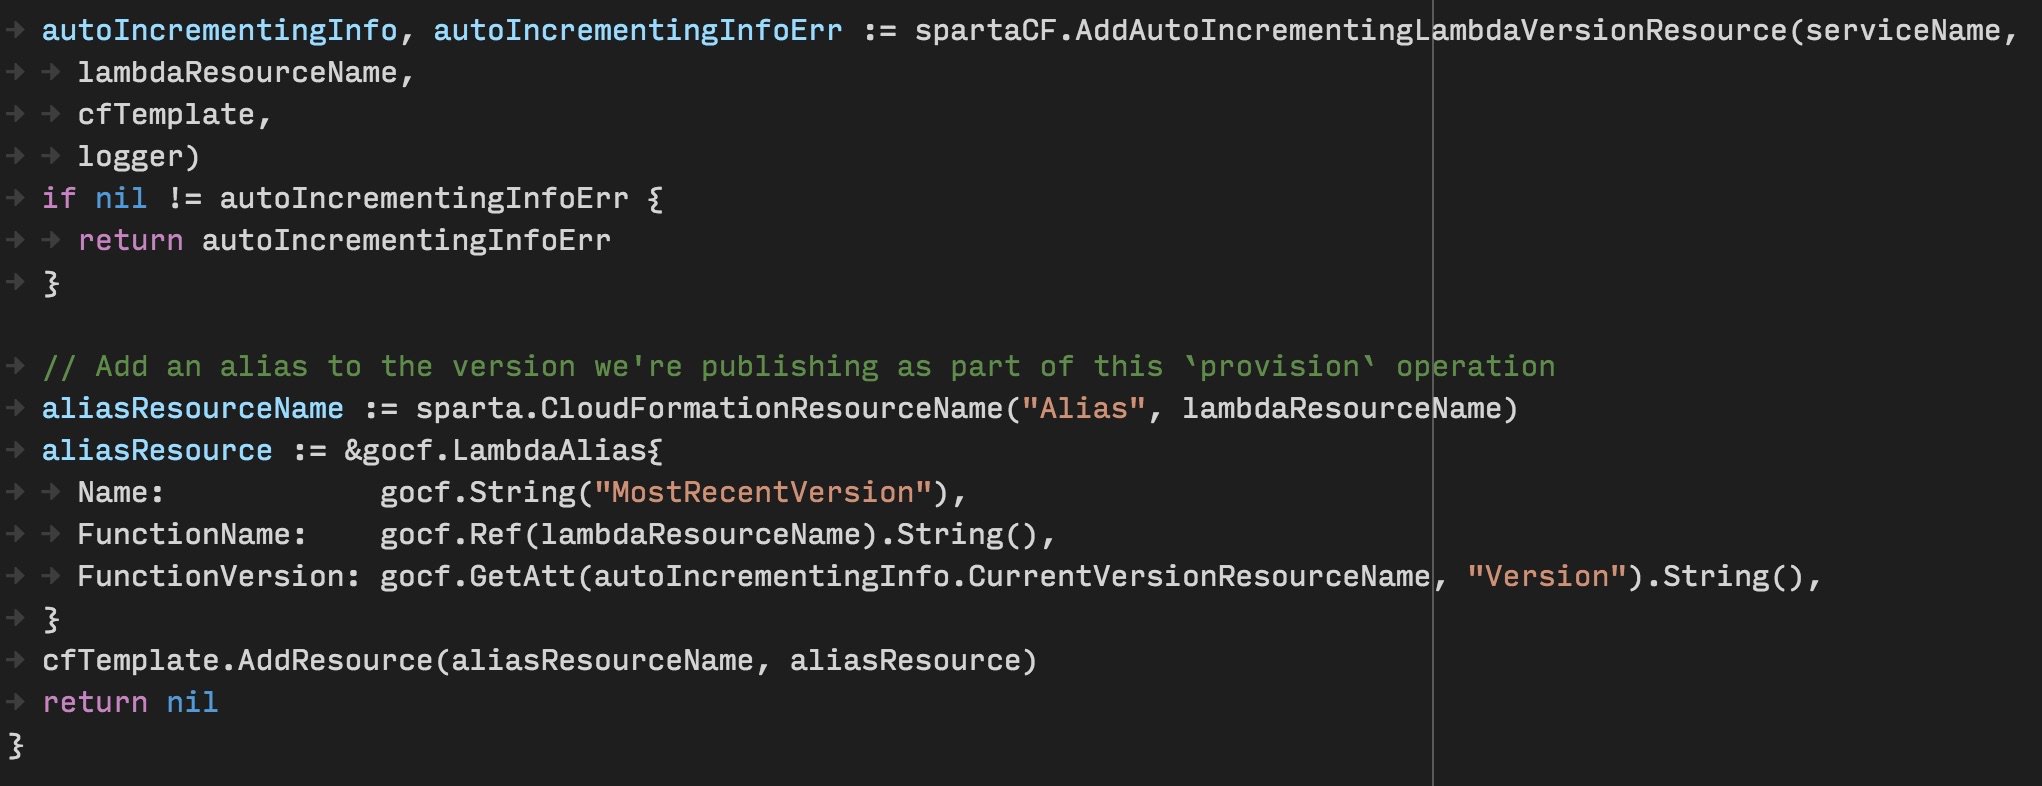 autoIncrementingInfo, autoIncrementingInfoErr := spartaCF.AddAutoIncrementingLambdaVersionResource(serviceName,
lambdaResourceName,
cfTemplate,
logger)
if nil != autoIncrementingInfoErr {
return autoIncrementingInfoErr
}
// Add an alias to the version we're publishing as part of this `provision` operation
aliasResourceName := sparta.CloudFormationResourceName("Alias", lambdaResourceName)
aliasResource := &gocf.LambdaAlias{
Name:            gocf.String("MostRecentVersion"),
FunctionName:    gocf.Ref(lambdaResourceName).String(),
FunctionVersion: gocf.GetAtt(autoIncrementingInfo.CurrentVersionResourceName, "Version").String(),
}
cfTemplate.AddResource(aliasResourceName, aliasResource)
return nil
}